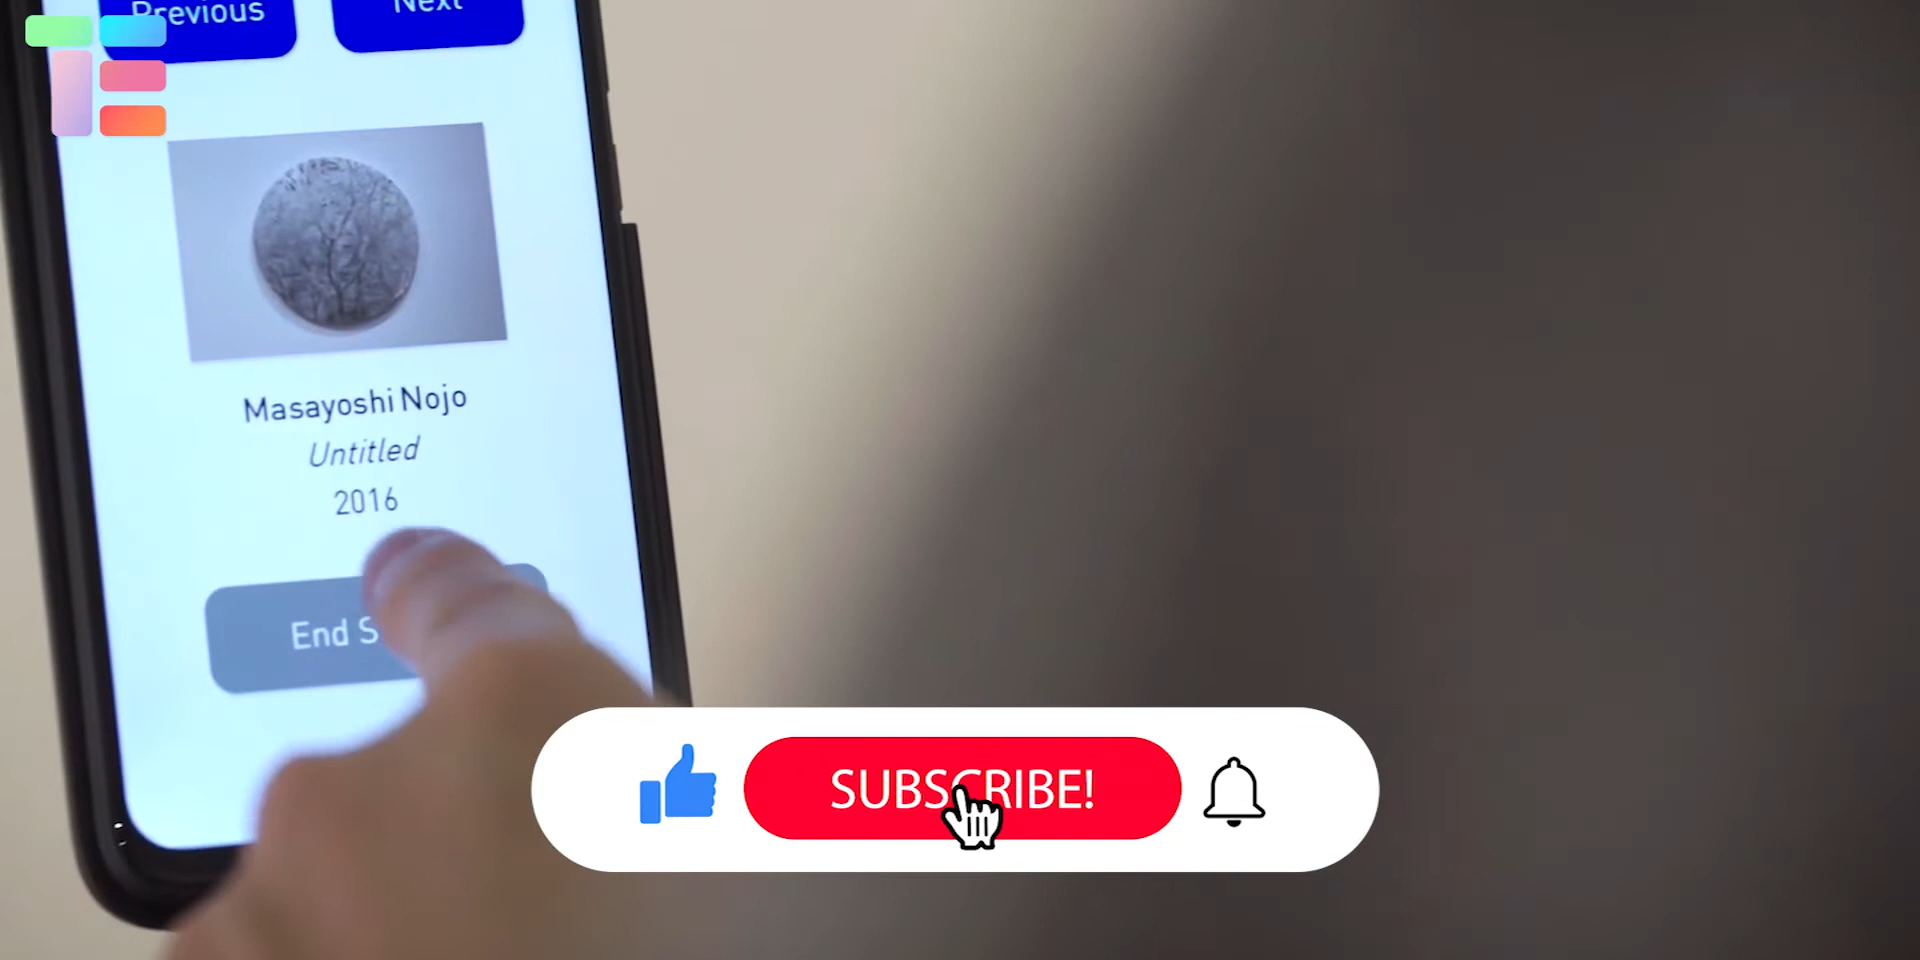 Previous
Next
Masayoshi Nojo
Untitled
2016
End S
SUBSCRIBE!